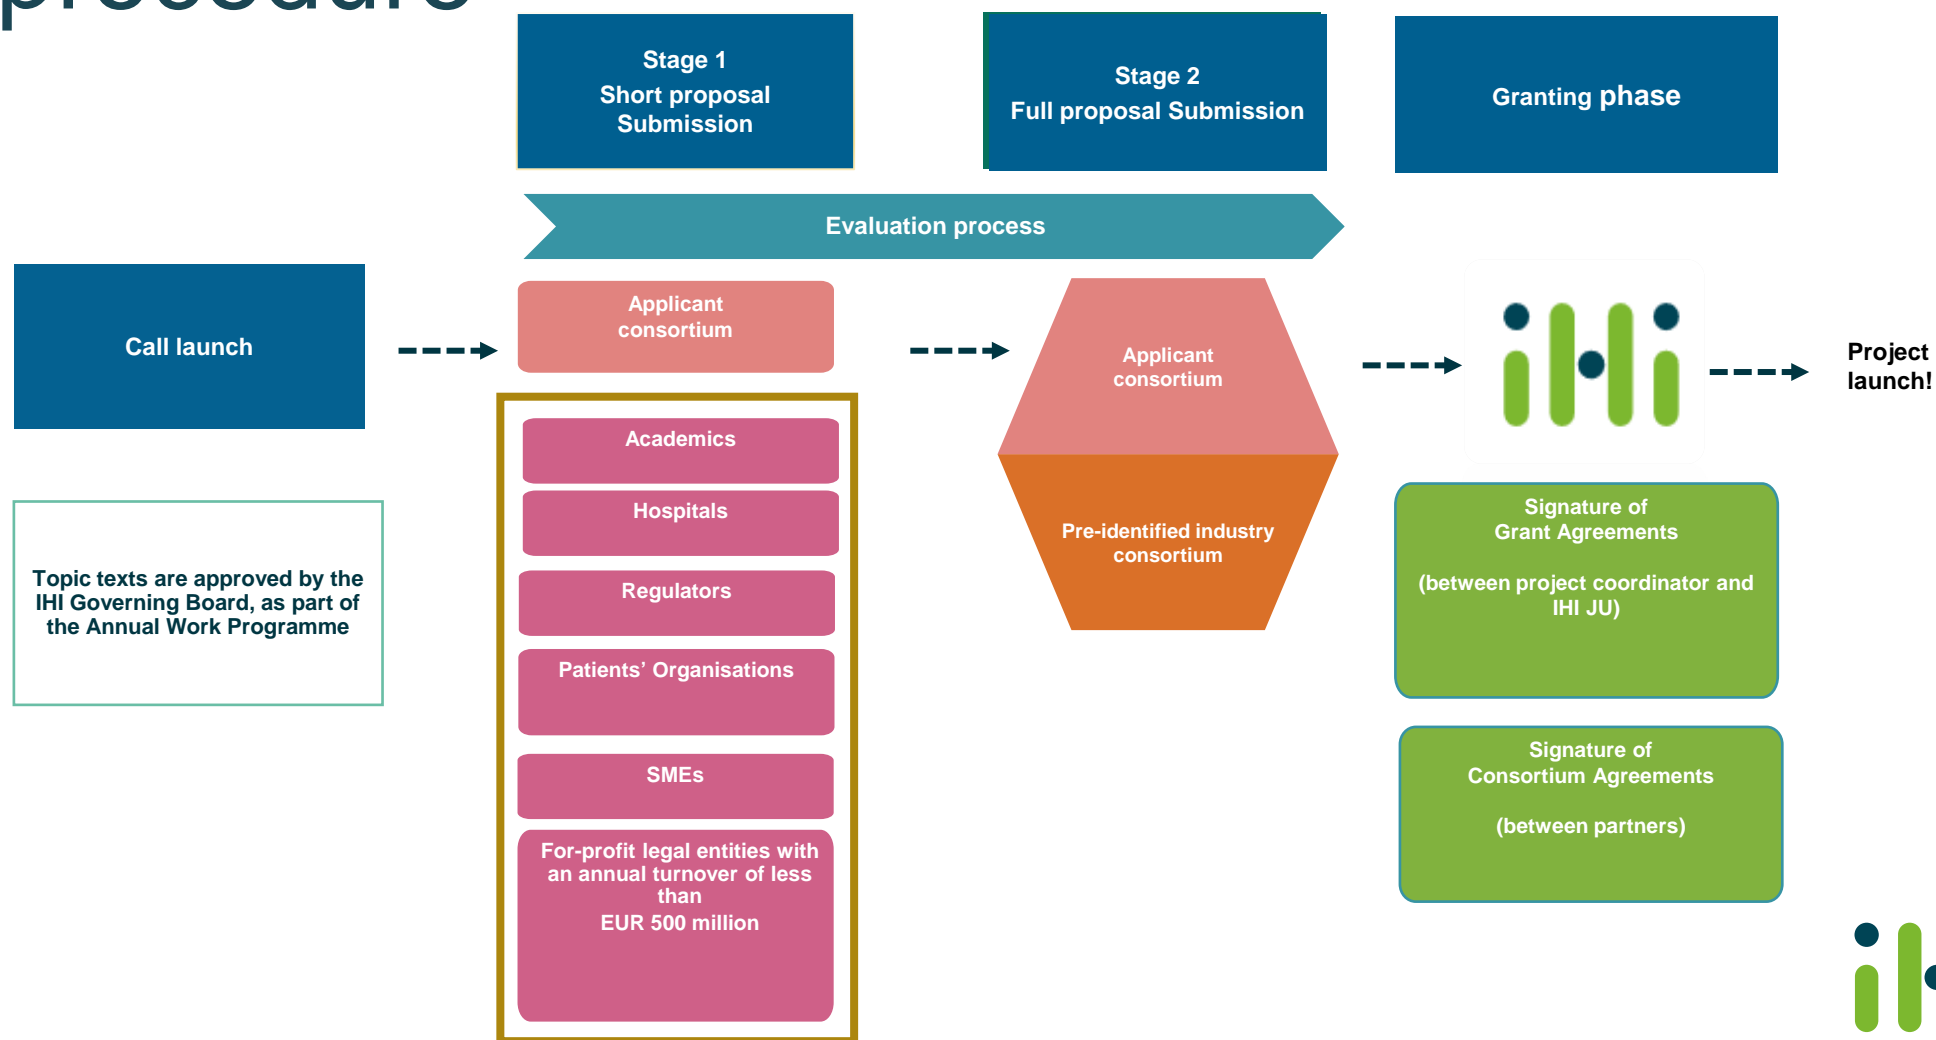 procedure
Stage 1
Short proposal
Submission
Stage 2
Full proposal Submission
Granting phase
Evaluation process
Call launch
Applicant
consortium
Applicant
consortium
Pre-identified industry
consortium
iHi
Project
launch!
Topic texts are approved by the
IHI Governing Board, as part of
the Annual Work Programme
Academics
Hospitals
Regulators
Patients’ Organisations
SMEs
For-profit legal entities with
an annual turnover of less
than
EUR 500 million
Signature of
Grant Agreements
(between project coordinator and
IHI JU)
Signature of
Consortium Agreements
(between partners)